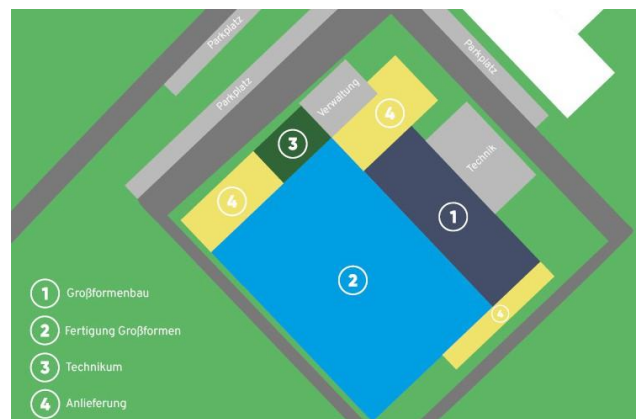 Parkplatz
Parkplatz
Parkplatz
Verwaltung
4
3
Technik
4
1
2
4
1 Großformenbau
2 Fertigung Großformen
3 Technikum
4 Anlieferung